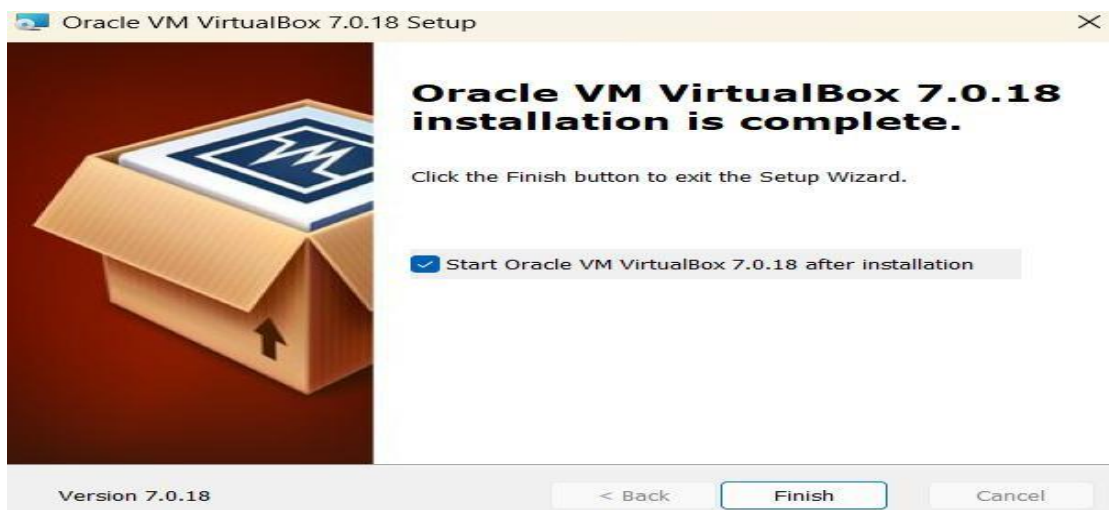 Oracle VM VirtualBox 7.0.18 Setup
Oracle VM VirtualBox 7.0.18
installation is complete.
Click the Finish button to exit the Setup Wizard.
Start Oracle VM VirtualBox 7.0.18 after installation
Version 7.0.18
< Back
Finish
Cancel